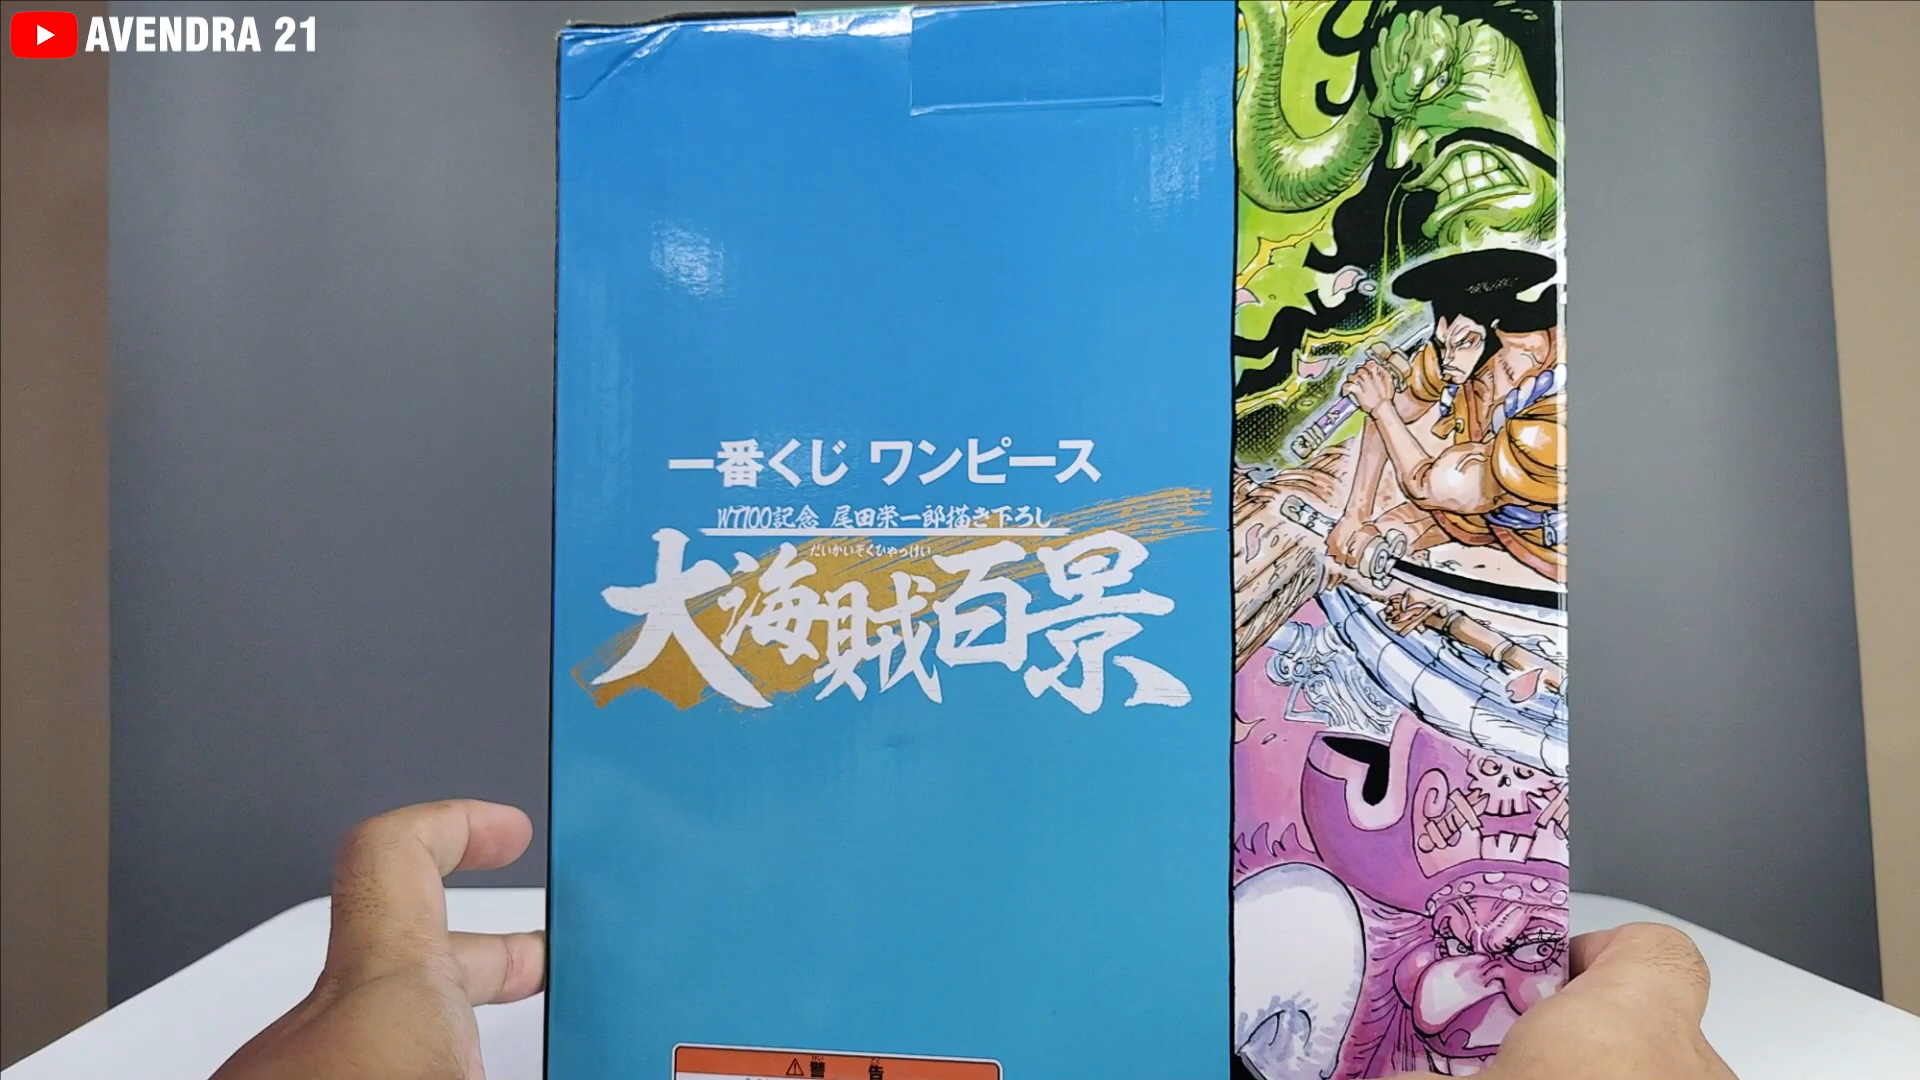 AVENDRA 21
一番くじ ワンピース
WT100記念 尾田栄一郎描き下ろし
だいかいぞくひゃっけい
大海賊百景
警告